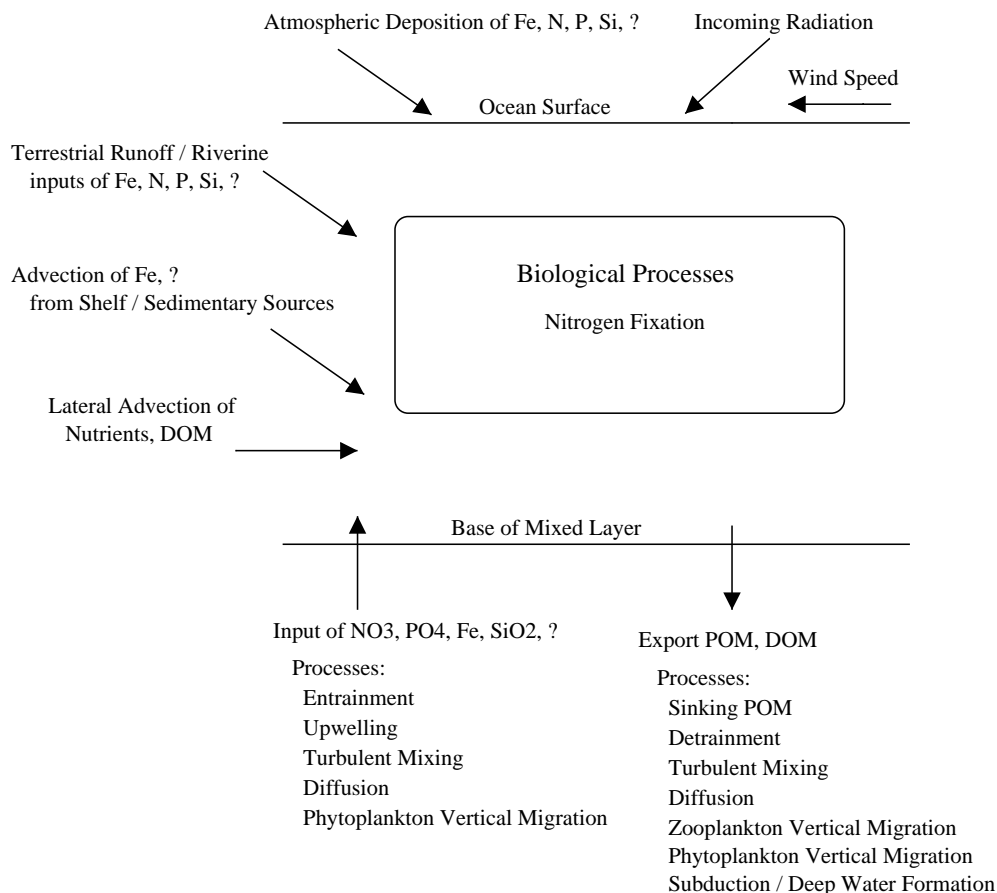 Atmospheric Deposition of Fe, N, P, Si, ?
Incoming Radiation
Wind Speed
Ocean Surface
Terrestrial Runoff / Riverine
inputs of Fe, N, P, Si, ?
Biological Processes
Nitrogen Fixation
Advection of Fe, ?
from Shelf / Sedimentary Sources
Lateral Advection of
Nutrients, DOM
Base of Mixed Layer
Input of NO3, PO4, Fe, SiO2, ?
Processes:
Entrainment
Upwelling
Turbulent Mixing
Diffusion
Phytoplankton Vertical Migration
Export POM, DOM
Processes:
Sinking POM
Detrainment
Turbulent Mixing
Diffusion
Zooplankton Vertical Migration
Phytoplankton Vertical Migration
Subduction / Deep Water Formation